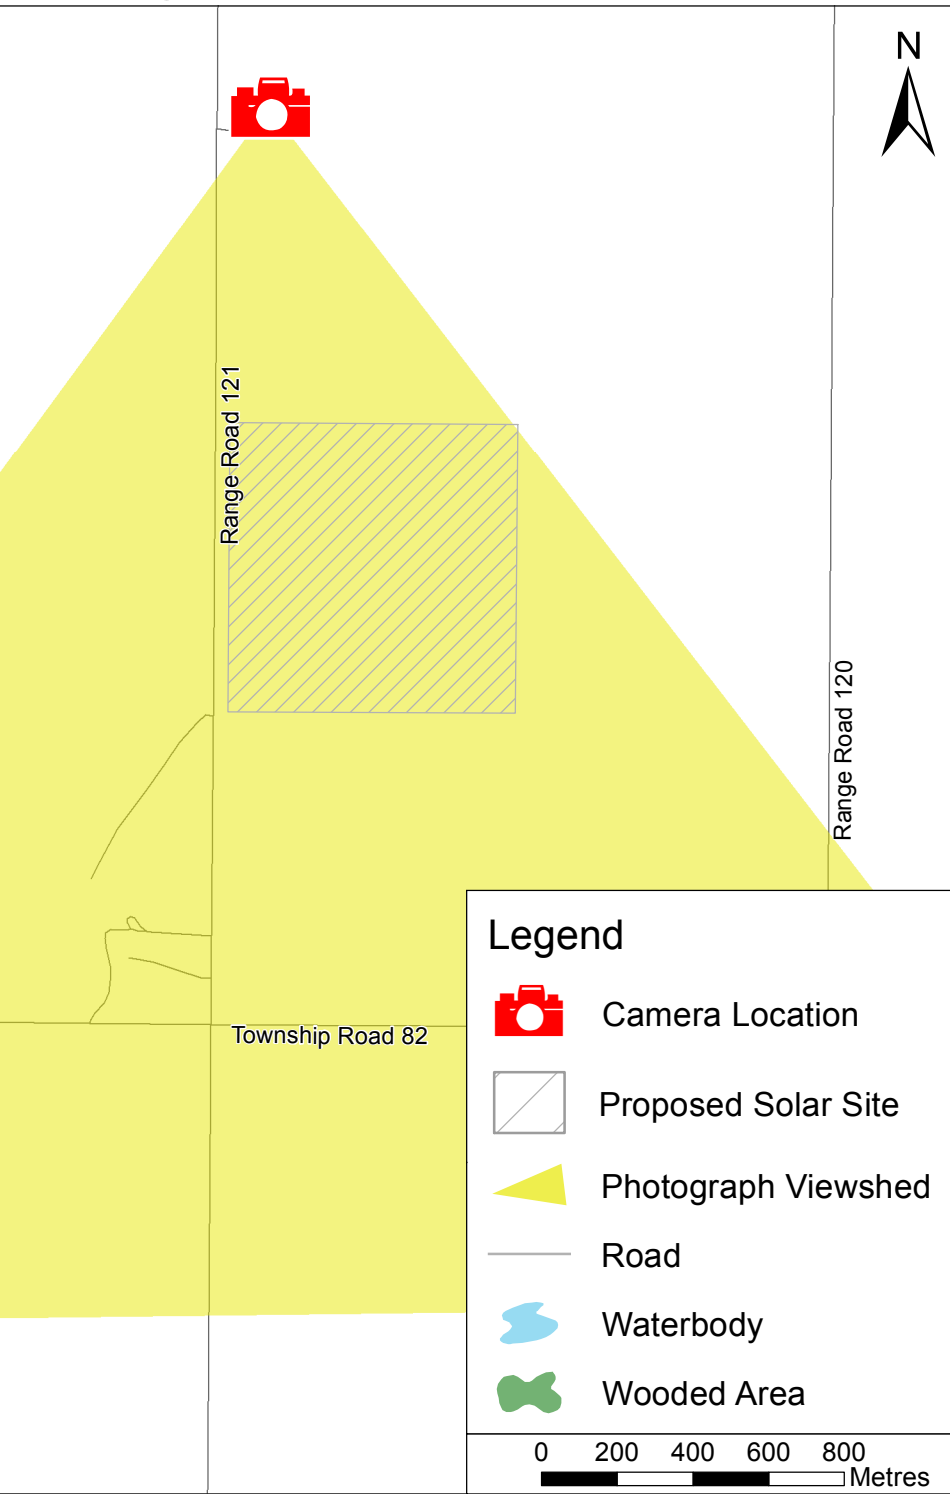 N
Range Road 121
Range Road 120
Township Road 82
Legend
Camera Location
Proposed Solar Site
Photograph Viewshed
Road
Waterbody
Wooded Area
0 200 400 600 800
Metres